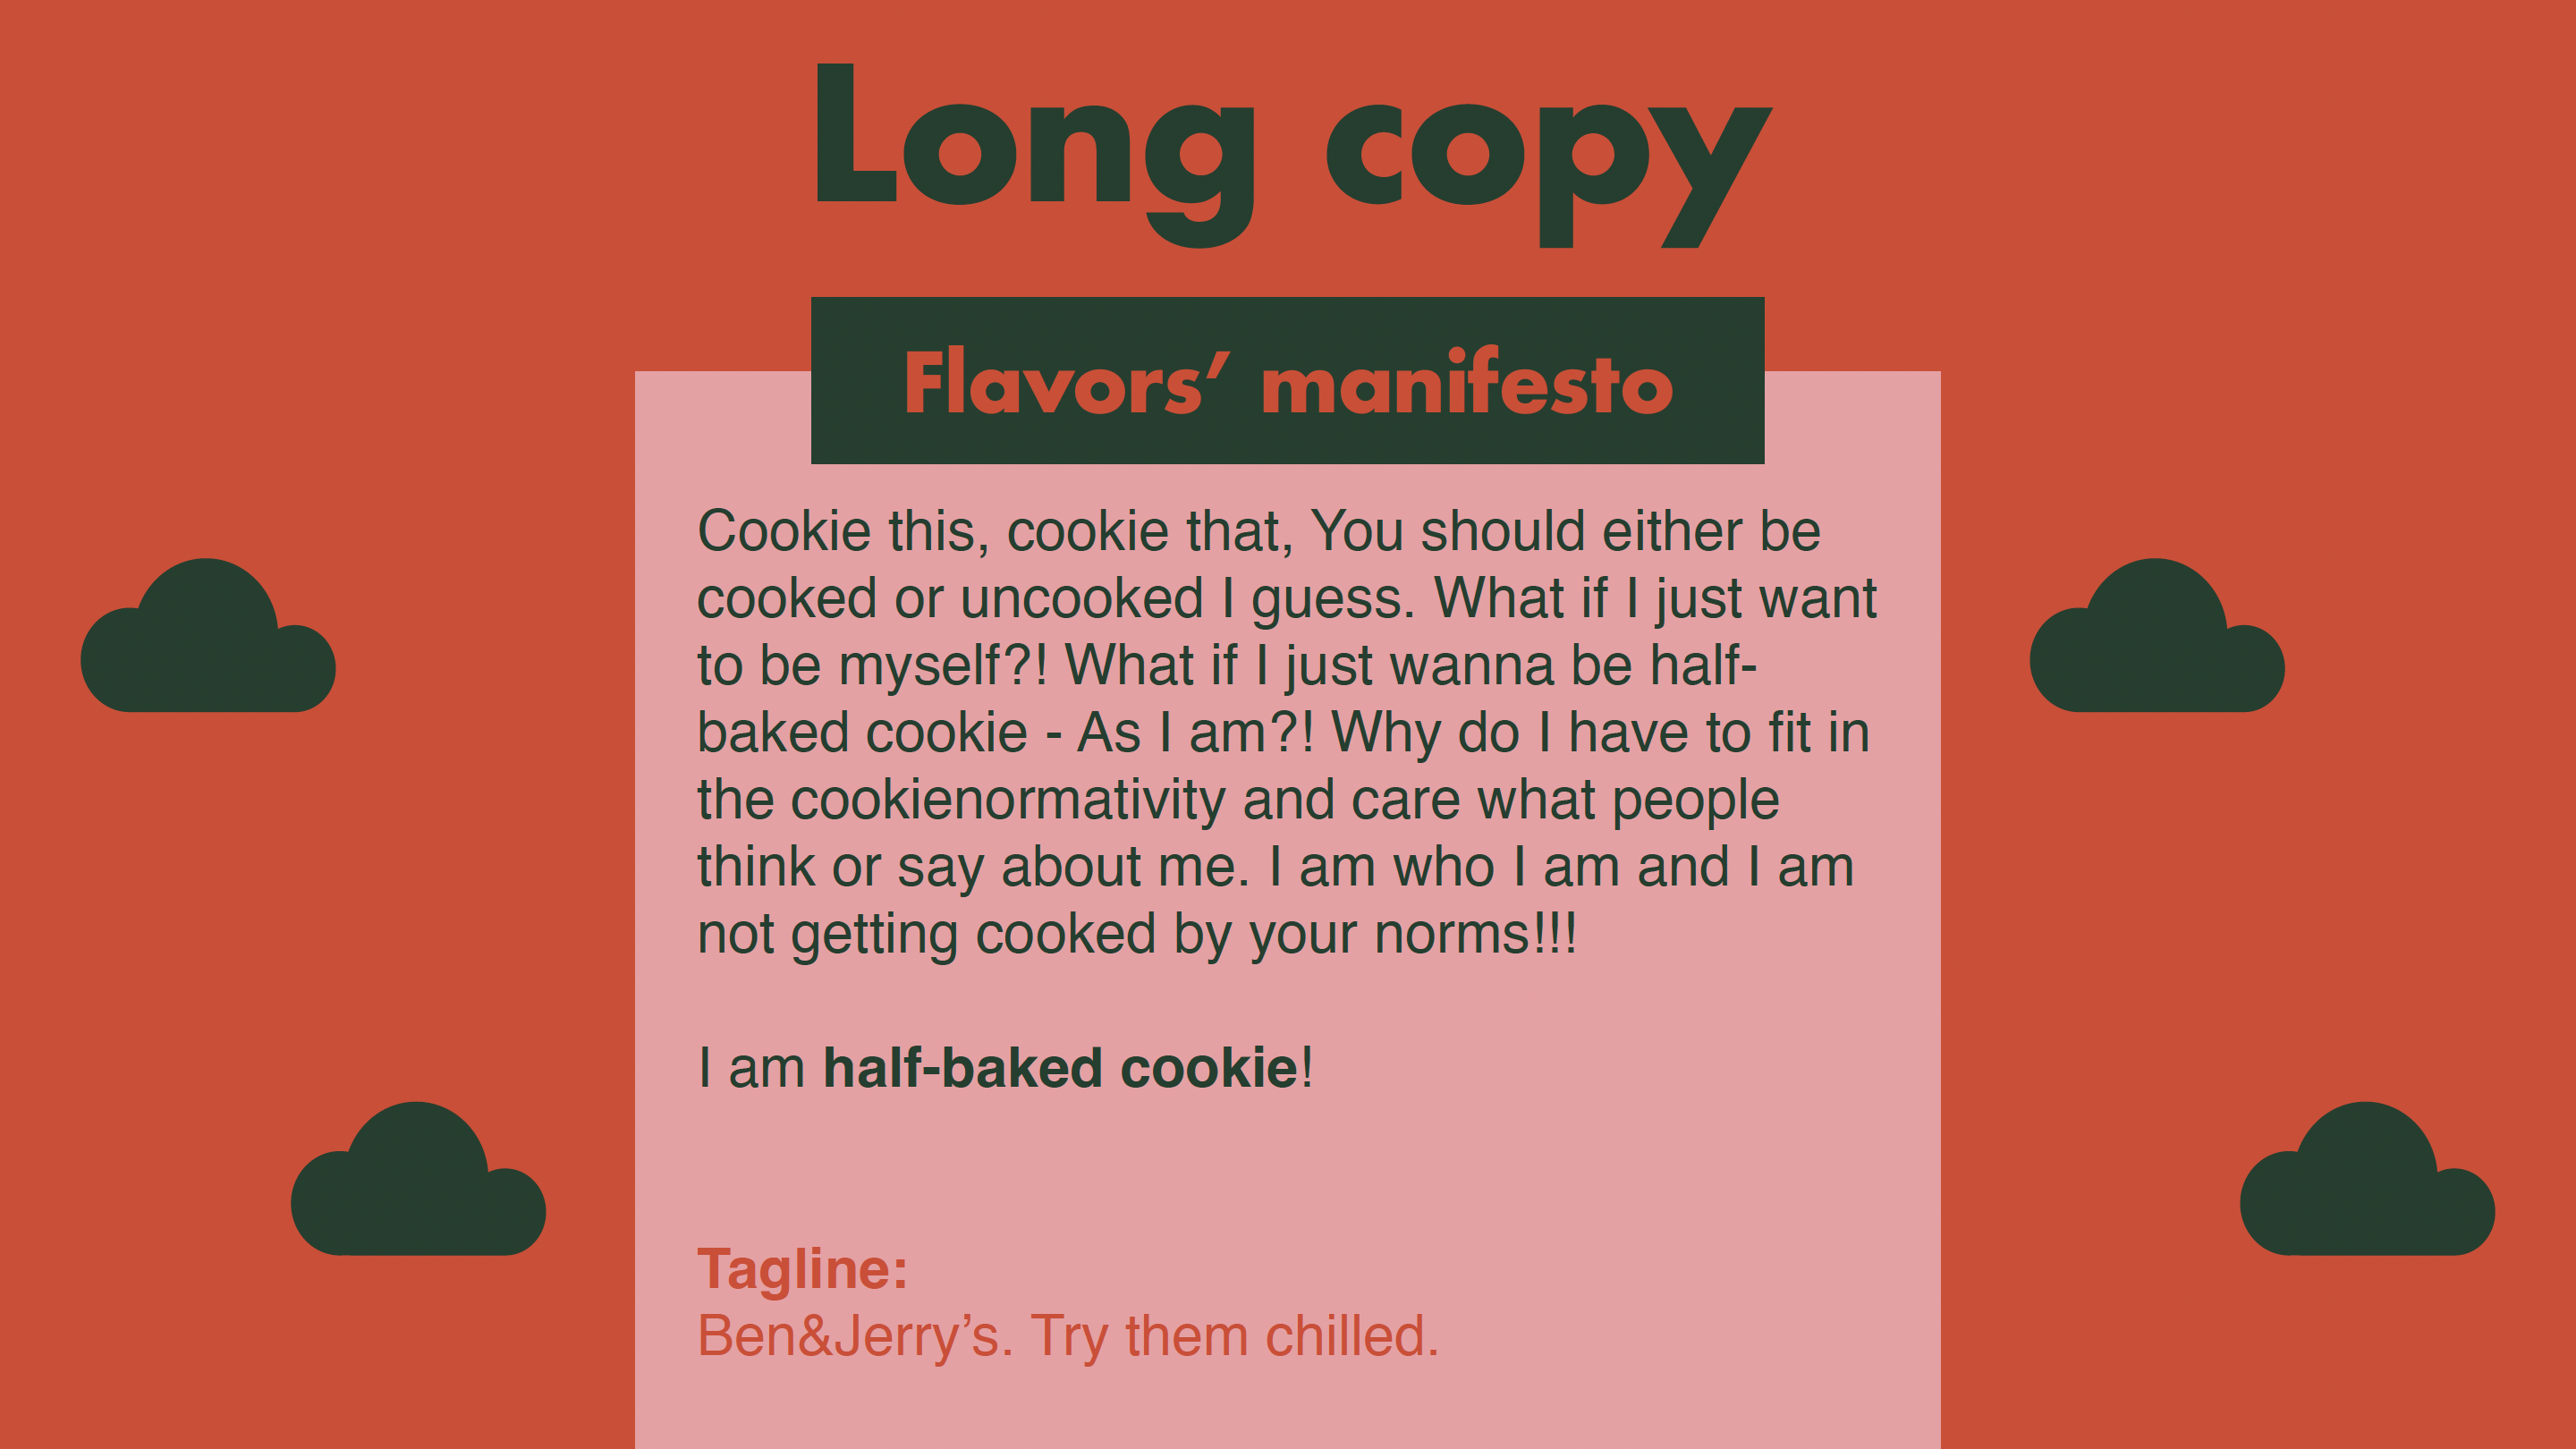 Long copy
Flavors’ manifesto
Cookie this, cookie that, You should either be
cooked or uncooked I guess. What if I just want
to be myself?! What if I just wanna be half-
baked cookie - As I am?! Why do I have to fit in
the cookienormativity and care what people
think or say about me. I am who I am and I am
not getting cooked by your norms!!!
I am half-baked cookie!
Tagline:
Ben&Jerry’s. Try them chilled.